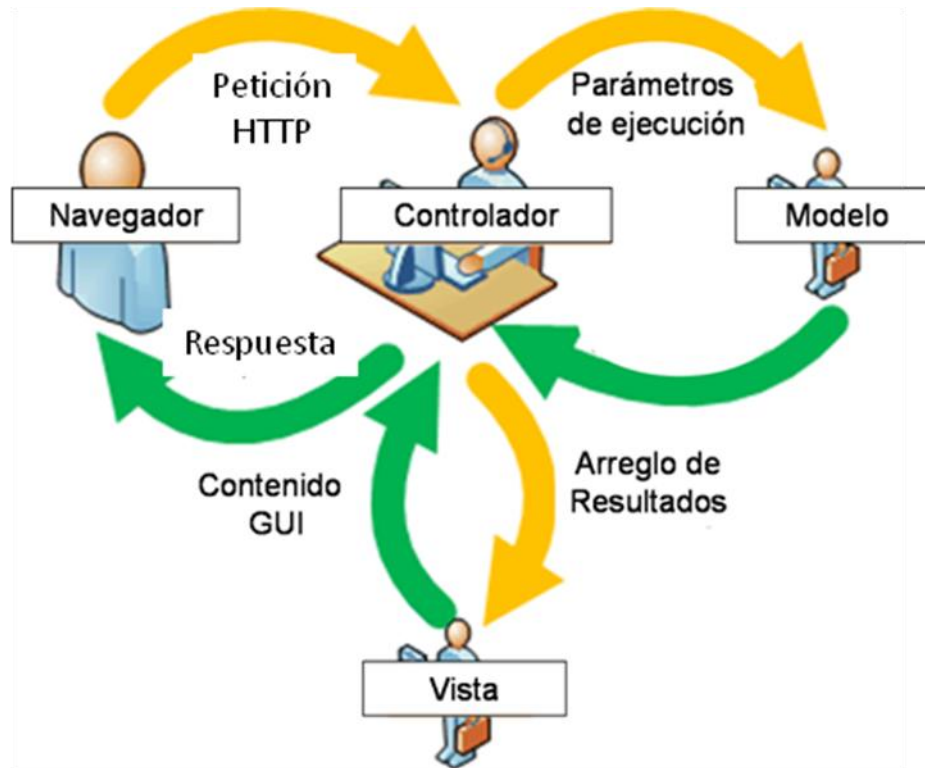 Petición
HTTP
Parámetros
de ejecución
Navegador
Controlador
Modelo
Respuesta
Contenido
GUI
Arreglo de
Resultados
Vista